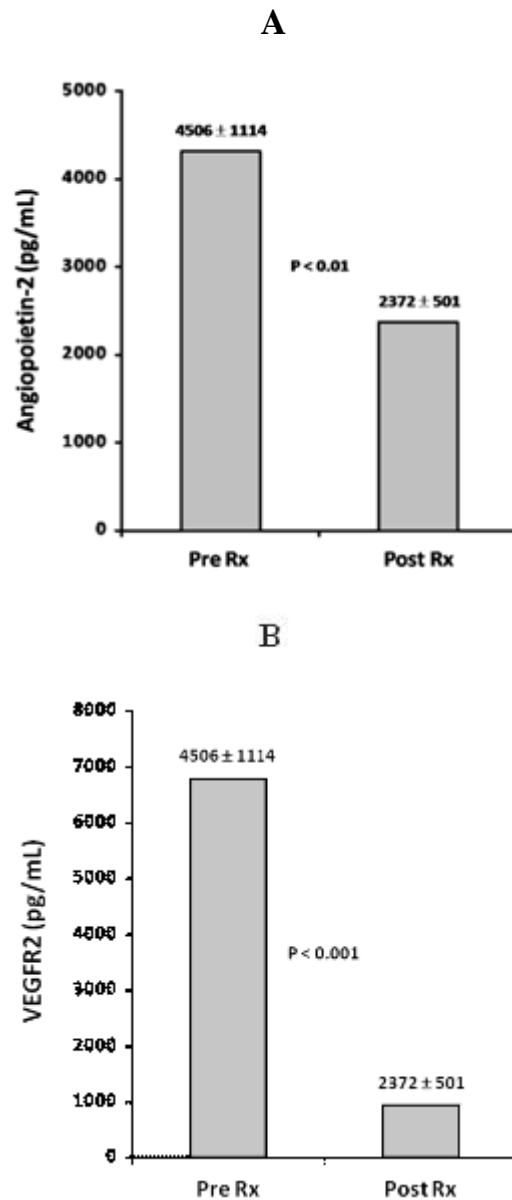 A
5000
4506 ± 1114
4000
3000
P < 0.01
2372 ± 501
2000
1000
0
Angiopoietin-2 (pg/mL)
Pre Rx Post Rx
B
8000
4506 ± 1114
7000
6000
5000
4000
P < 0.001
3000
2000
2372 ± 501
1000
0
VEGFR2 (pg/mL)
Pre Rx Post Rx